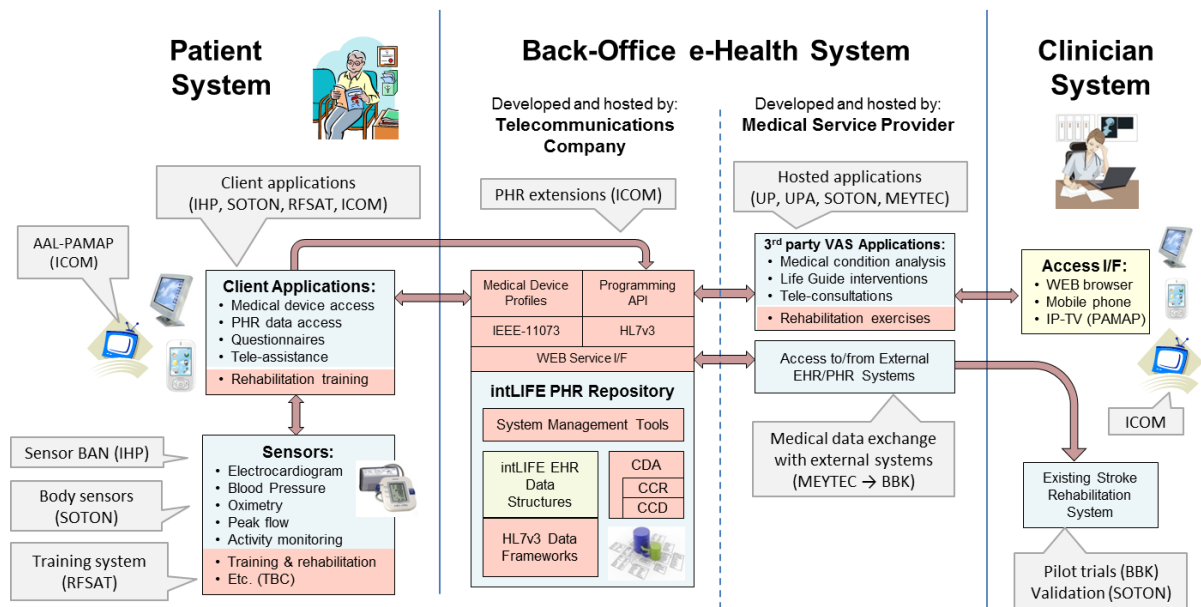 Patient
System
Back-Office e-Health System
Clinician
System
Developed and hosted by:
Telecommunications
Company
Developed and hosted by:
Medical Service Provider
Client applications
(IHP, SOTON, RFSAT, ICOM)
PHR extensions (ICOM)
Hosted applications
(UP, UPA, SOTON, MEYTEC)
AAL-PAMAP
(ICOM)
Client Applications:
• Medical device access
• PHR data access
• Questionnaires
• Tele-assistance
• Rehabilitation training
Medical Device
Profiles
Programming
API
IEEE-11073
HL7v3
WEB Service I/F
intLIFE PHR Repository
System Management Tools
intLIFE EHR
Data
Structures
HL7v3 Data
Frameworks
CDA
CCR
CCD
3rd party VAS Applications:
• Medical condition analysis
• Life Guide interventions
• Tele-consultations
• Rehabilitation exercises
Access to/from External
EHR/PHR Systems
Medical data exchange
with external systems
(MEYTEC → BBK)
Access I/F:
• WEB browser
• Mobile phone
• IP-TV (PAMAP)
ICOM
Existing Stroke
Rehabilitation
System
Pilot trials (BBK)
Validation (SOTON)
Sensor BAN (IHP)
Body sensors
(SOTON)
Training system
(RFSAT)
Sensors:
• Electrocardiogram
• Blood Pressure
• Oximetry
• Peak flow
• Activity monitoring
• Training & rehabilitation
• Etc. (TBC)